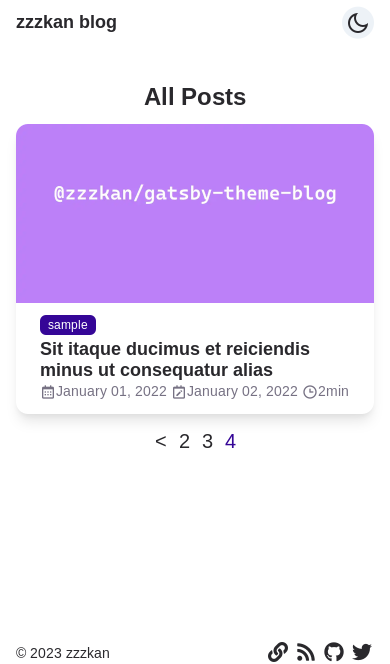 zzzkan blog
All Posts
@zzzkan/gatsby-theme-blog
sample
Sit itaque ducimus et reiciendis
minus ut consequatur alias
January 01, 2022 January 02, 2022 2min
< 2 3 4
© 2023 zzzkan